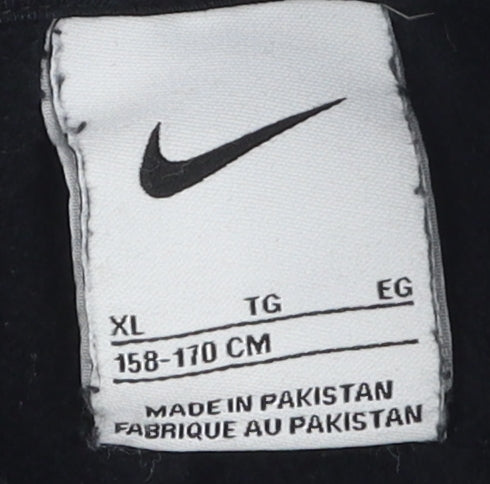 XL TG EG
158-170 CM
MADE IN PAKISTAN
FABRIQUE AU PAKISTAN